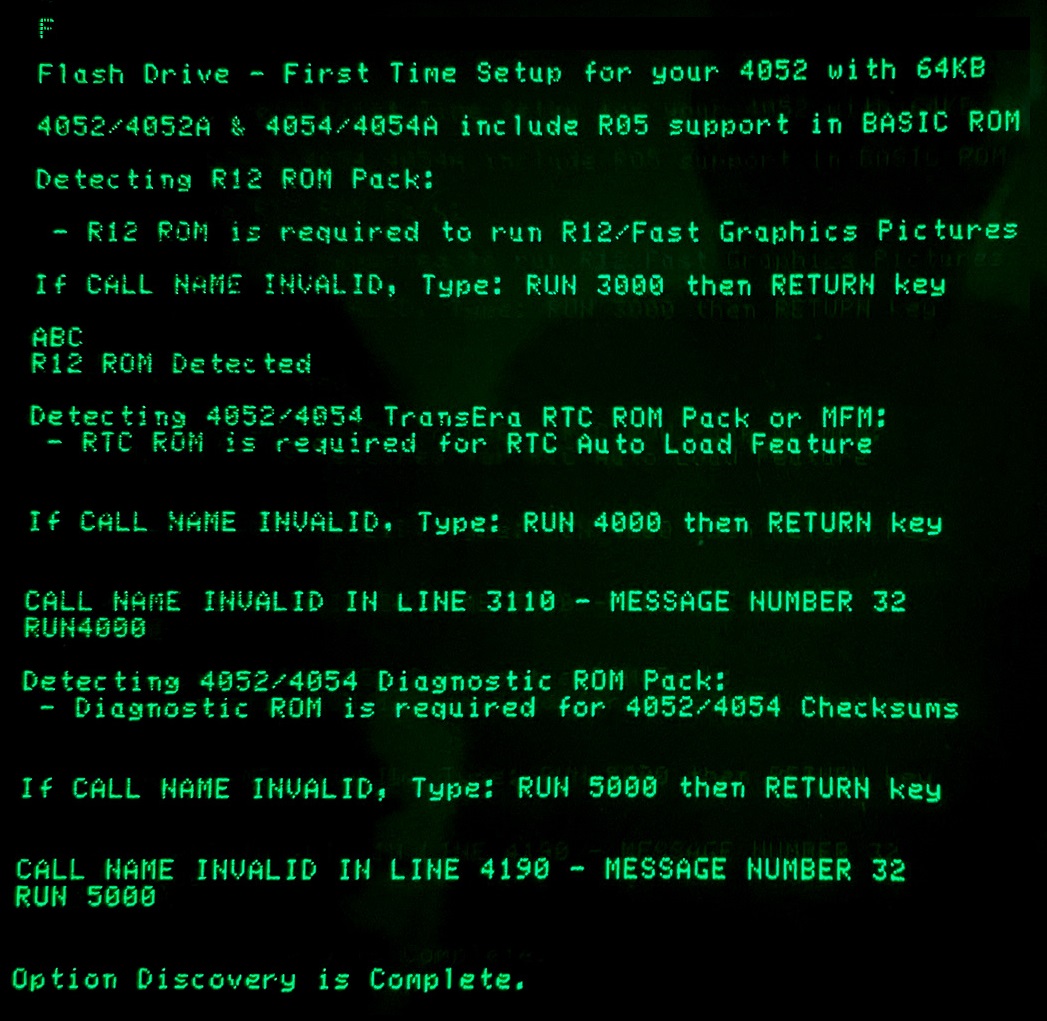 F
Flash Drive - First Time Setup for your 4052 with 64KB
4052/4052A & 4054/4054A include R05 support in BASIC ROM
Detecting R12 ROM Pack:
- R12 ROM is required to run R12/Fast Graphics Pictures
If CALL NAME INVALID, Type: RUN 3000 then RETURN key
ABC
R12 ROM Detected
Detecting 4052/4054 TransEra RTC ROM Pack or MFM:
- RTC ROM is required for RTC Auto Load Feature
If CALL NAME INVALID, Type: RUN 4000 then RETURN key
CALL NAME INVALID IN LINE 3110 - MESSAGE NUMBER 32
RUN4000
Detecting 4052/4054 Diagnostic ROM Pack:
- Diagnostic ROM is required for 4052/4054 Checksums
If CALL NAME INVALID, Type: RUN 5000 then RETURN key
CALL NAME INVALID IN LINE 4190 - MESSAGE NUMBER 32
RUN 5000
Option Discovery is Complete.